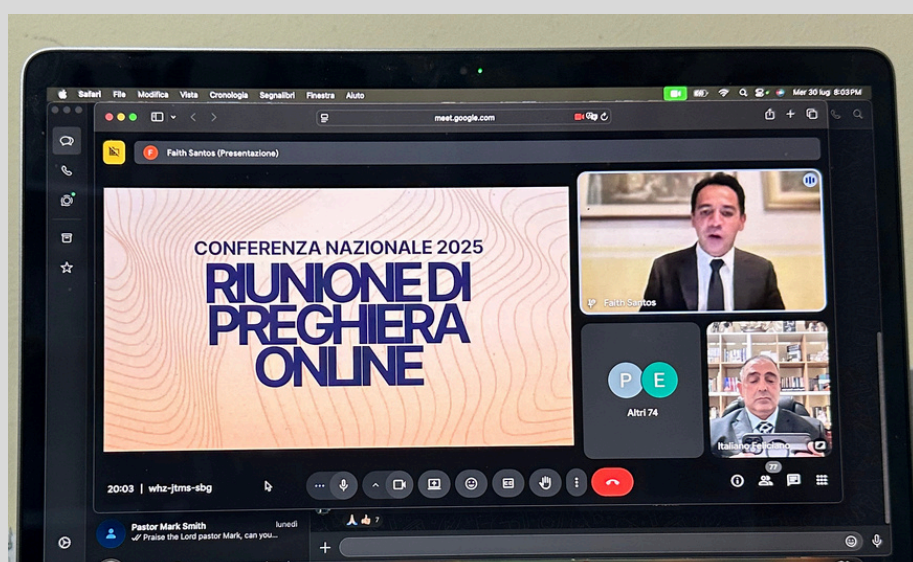 Safari File Modifica Vista Cronologia Segnalibri Finestra Aiuto
Mer 30 lug 8:03PM
meet.google.com
F Faith Santos (Presentazione)
CONFERENZA NAZIONALE 2025
RIUNIONE DI
PREGHIERA
ONLINE
Faith Santos
P E
Altri 74
Italiano Feliciano
20:03 | whz-jtms-sbg
77
Pastor Mark Smith
lunedì
Praise the Lord pastor Mark, can you...
7